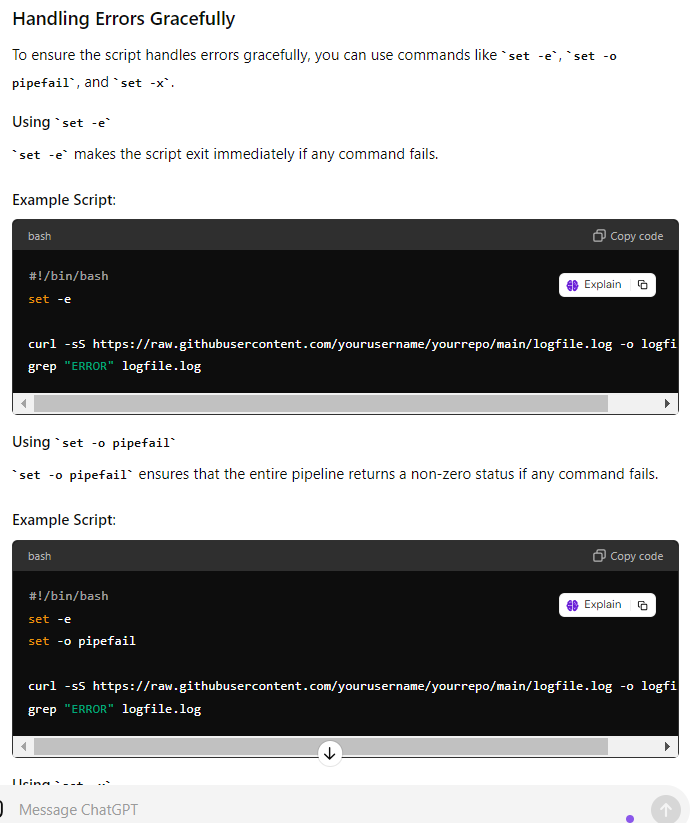 Handling Errors Gracefully
To ensure the script handles errors gracefully, you can use commands like `set -e`, `set -o
pipefail`, and `set -x`.
Using `set -e`
`set -e` makes the script exit immediately if any command fails.
Example Script:
bash
Copy code
#!/bin/bash
Explain
set -e
curl -sS https://raw.githubusercontent.com/yourusername/yourrepo/main/logfile.log -o logfi
grep "ERROR" logfile.log
Using `set -o pipefail`
`set -o pipefail` ensures that the entire pipeline returns a non-zero status if any command fails.
Example Script:
bash
Copy code
#!/bin/bash
Explain
set -e
set -o pipefail
curl -sS https://raw.githubusercontent.com/yourusername/yourrepo/main/logfile.log -o logfi
grep "ERROR" logfile.log
Using `set -x`
Message ChatGPT